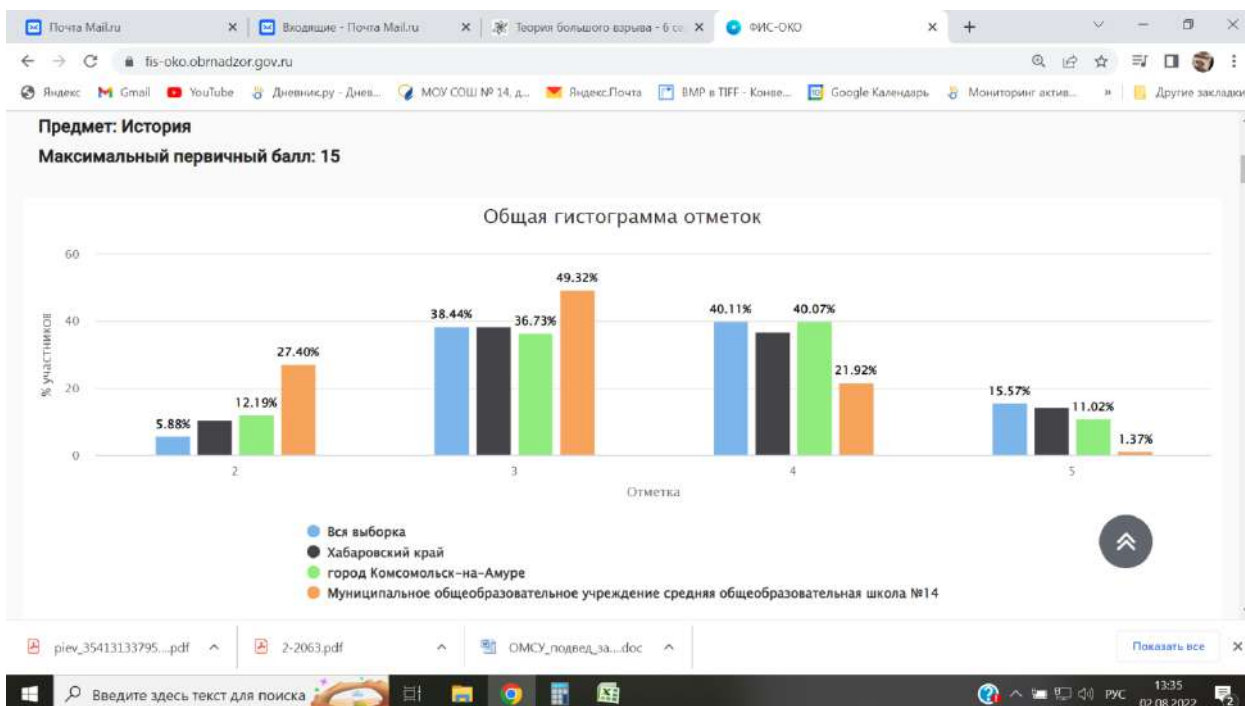 Почта Mail.ru
Входящие - Почта Mail.ru
Теория большого взрыва - 6 се
ФИС-ОКО
fis-oko.obrnadzor.gov.ru
Яндекс
Gmail
YouTube
Дневник.ру - Днев...
МОУ СОШ № 14, д...
Яндекс.Почта
BMP в TIFF - Конве...
Google Календарь
Мониторинг актив...
»
Другие закладки
Предмет: История
Максимальный первичный балл: 15
Общая гистограмма отметок
% участников
60
40
20
0
5.88%
12.19%
27.40%
38.44%
36.73%
49.32%
40.11%
40.07%
21.92%
15.57%
11.02%
1.37%
2
3
4
5
Отметка
Вся выборка
Хабаровский край
город Комсомольск-на-Амуре
Муниципальное общеобразовательное учреждение средняя общеобразовательная школа №14
piev_35413133795....pdf
2-2063.pdf
ОМСУ_подвед_за....doc
Показать все
Введите здесь текст для поиска
РУС
13:35
02.08.2022